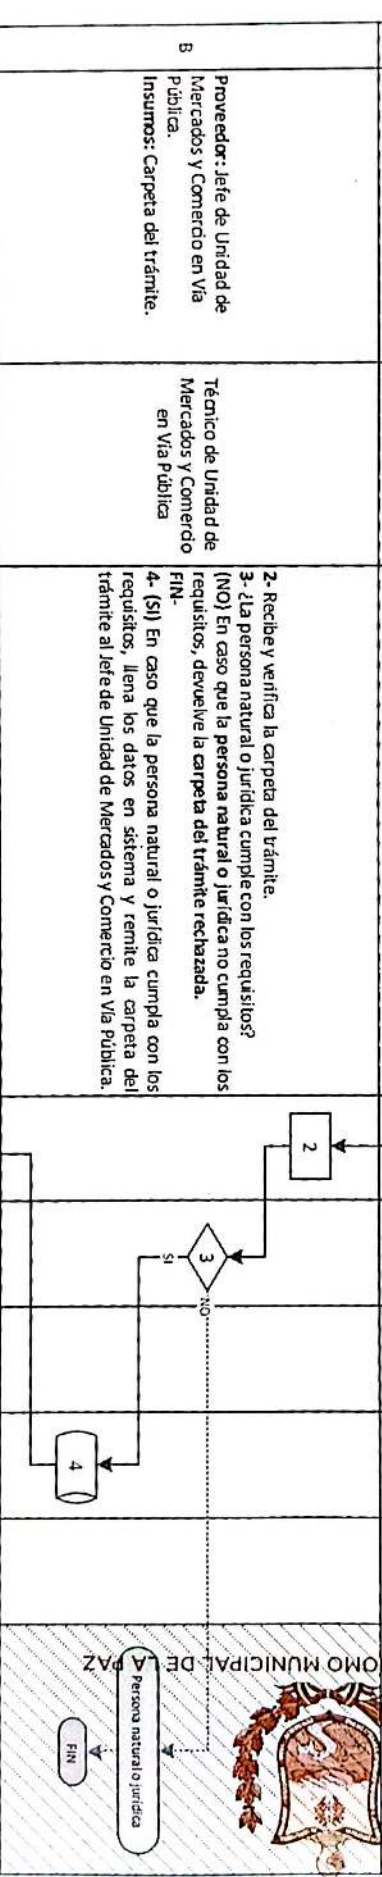 B
Proveedor: Jefe de Unidad de
Mercados y Comercio en Vía
Pública.
Insumos: Carpeta del trámite.
Técnico de Unidad de
Mercados y Comercio
en Vía Pública
2- Recibe y verifica la carpeta del trámite.
3- ¿La persona natural o jurídica cumple con los requisitos?
(NO) En caso que la persona natural o jurídica no cumpla con los
requisitos, devuelve la carpeta del trámite rechazada.
FIN-
4- (SI) En caso que la persona natural o jurídica cumpla con los
requisitos, llena los datos en sistema y remite la carpeta del
trámite al Jefe de Unidad de Mercados y Comercio en Vía Pública.
2
3
NO
SI
4
Persona natural o jurídica
FIN
OMO MUNICIPAL DE LA PAZ